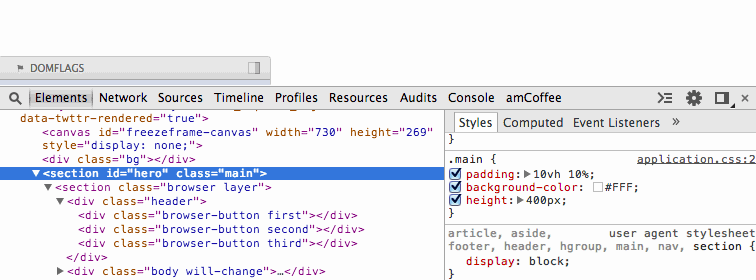 DOMFLAGS
Elements Network Sources Timeline Profiles Resources Audits Console amCoffee
data-twttr-rendered="true">
<canvas id="freezeframe-canvas" width="730" height="269"
style="display: none;">
<div class="bg"></div>
▼<section id="hero" class="main">
▼<section class="browser layer">
▼<div class="header">
<div class="browser-button first"></div>
<div class="browser-button second"></div>
<div class="browser-button third"></div>
</div>
▶<div class="body will-change">…</div>
Styles Computed Event Listeners »
}
.main { application.css:2
padding:▶10vh 10%;
background-color: #FFF;
height:▶400px;
}
article, aside, user agent stylesheet
footer, header, hgroup, main, nav, section {
display: block;
}